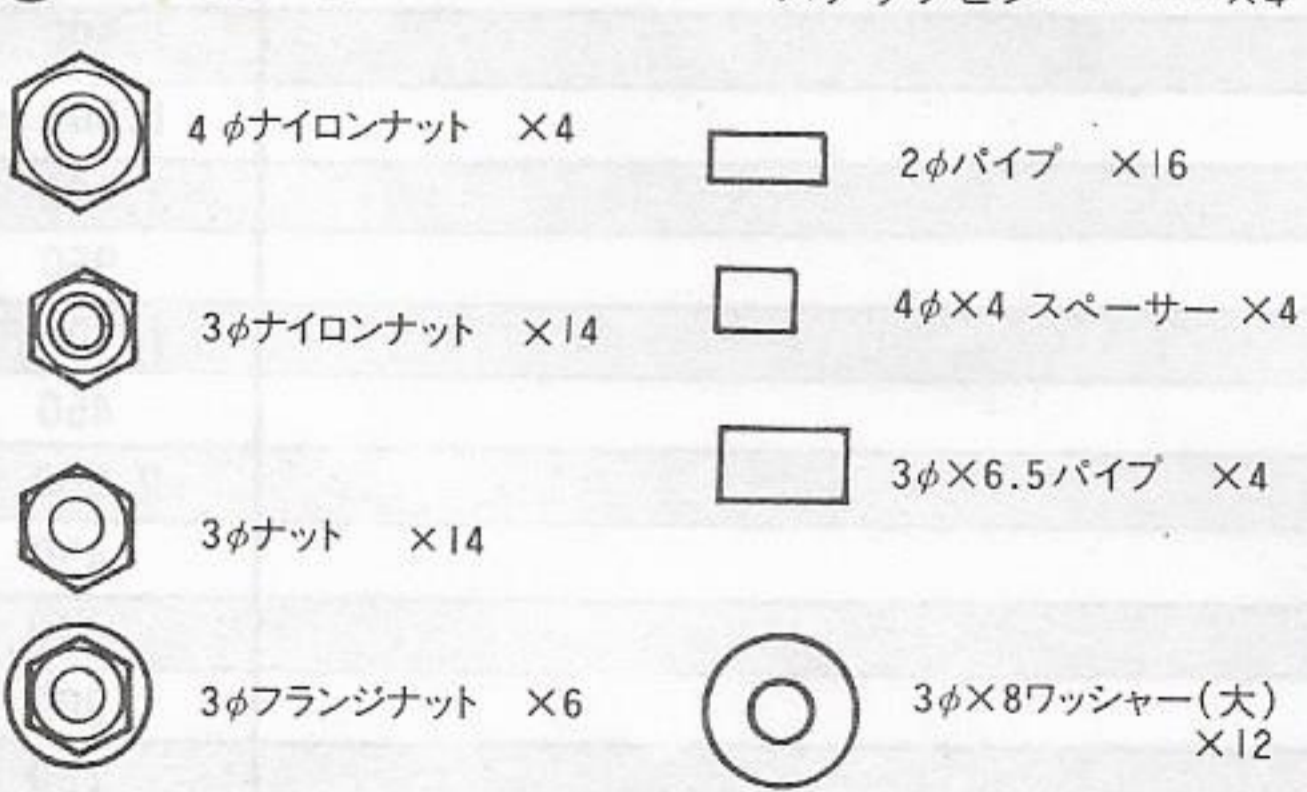 ×4
4φナイロンナット ×4
3φナイロンナット ×14
3φナット ×14
3φフランジナット ×6
2φパイプ ×16
4φ×4 スペーサー ×4
3φ×6.5パイプ ×4
3φ×8ワッシャー(大)
×12